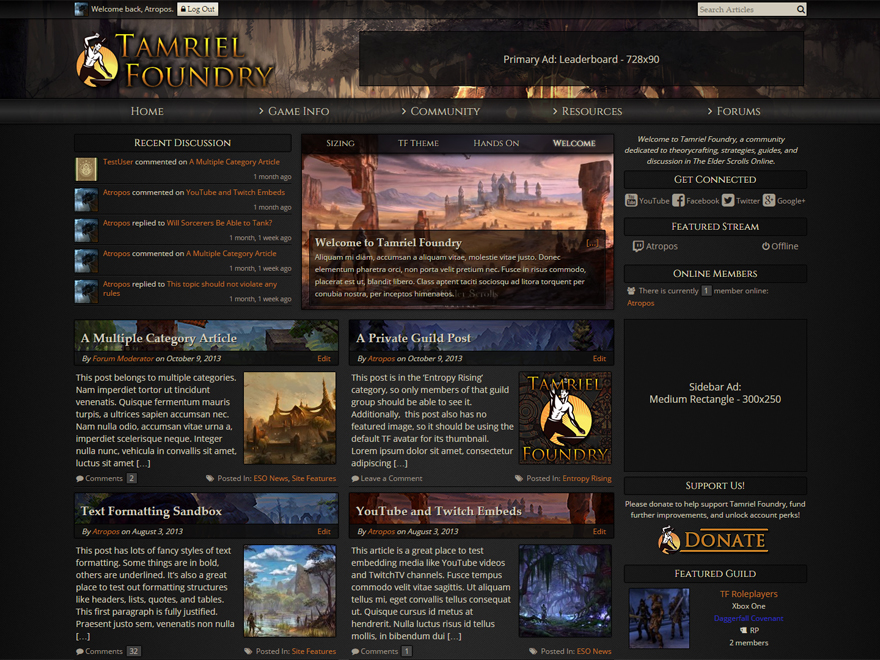 Welcome back, Atropos. Log Out
Search Articles
TAMRIEL
FOUNDRY
Primary Ad: Leaderboard - 728x90
HOME
GAME INFO
COMMUNITY
RESOURCES
FORUMS
RECENT DISCUSSION
TestUser commented on A Multiple Category Article
1 month ago
Atropos commented on YouTube and Twitch Embeds
1 month ago
Atropos replied to Will Sorcerers Be Able to Tank?
1 month, 1 week ago
Atropos commented on A Multiple Category Article
1 month, 1 week ago
Atropos replied to This topic should not violate any
rules
1 month, 1 week ago
SIZING
TF THEME
HANDS ON
WELCOME
Welcome to Tamriel Foundry
Aliquam mi diam, accumsan a aliquam vitae, molestie vitae justo. Donec
elementum pharetra orci, non porta velit pretium nec. Fusce in risus commodo,
placerat est ut, blandit libero. Class aptent taciti sociosqu ad litora torquent per
conubia nostra, per inceptos himenaeos.
Welcome to Tamriel Foundry, a community
dedicated to theorycrafting, strategies, guides, and
discussion in The Elder Scrolls Online.
GET CONNECTED
YouTube Facebook Twitter Google+
FEATURED STREAM
Atropos Offline
ONLINE MEMBERS
There is currently 1 member online:
Atropos
A Multiple Category Article
By Forum Moderator on October 9, 2013 Edit
This post belongs to multiple categories.
Nam imperdiet tortor ut tincidunt
venenatis. Quisque fermentum mauris
turpis, a ultrices sapien accumsan nec.
Nam nulla odio, accumsan vitae urna a,
imperdiet scelerisque neque. Integer
nulla nunc, vehicula in convallis sit amet,
luctus sit amet [...]
Comments 2 Posted In: ESO News, Site Features
A Private Guild Post
By Atropos on October 9, 2013 Edit
This post is in the 'Entropy Rising'
category, so only members of that guild
group should be able to see it.
Additionally, this post also has no
featured image, so it should be using the
default TF avatar for its thumbnail.
Lorem ipsum dolor sit amet, consectetur
adipiscing [...]
TAMRIEL
FOUNDRY
Leave a Comment Posted In: Entropy Rising
Sidebar Ad:
Medium Rectangle - 300x250
Text Formatting Sandbox
By Atropos on August 3, 2013 Edit
This post has lots of fancy styles of text
formatting. Some things are in bold,
others are underlined. It's also a great
place to test out formatting structures
like headers, lists, quotes, and tables.
This first paragraph is fully justified.
Praesent justo sem, venenatis non nulla
[...]
Comments 32 Posted In: Site Features
YouTube and Twitch Embeds
By Atropos on August 3, 2013 Edit
This article is a great place to test
embedding media like YouTube videos
and TwitchTV channels. Fusce tempus
commodo velit vitae sagittis. Ut aliquam
tellus mi, eget convallis tellus consequat
ut. Quisque cursus id metus at
hendrerit. Nulla luctus risus id tellus
mollis, in bibendum dui [...]
Comments 1 Posted In: ESO News
SUPPORT US!
Please donate to help support Tamriel Foundry, fund
further improvements, and unlock account perks!
DONATE
FEATURED GUILD
TF Roleplayers
Xbox One
Daggerfall Covenant
RP
2 members